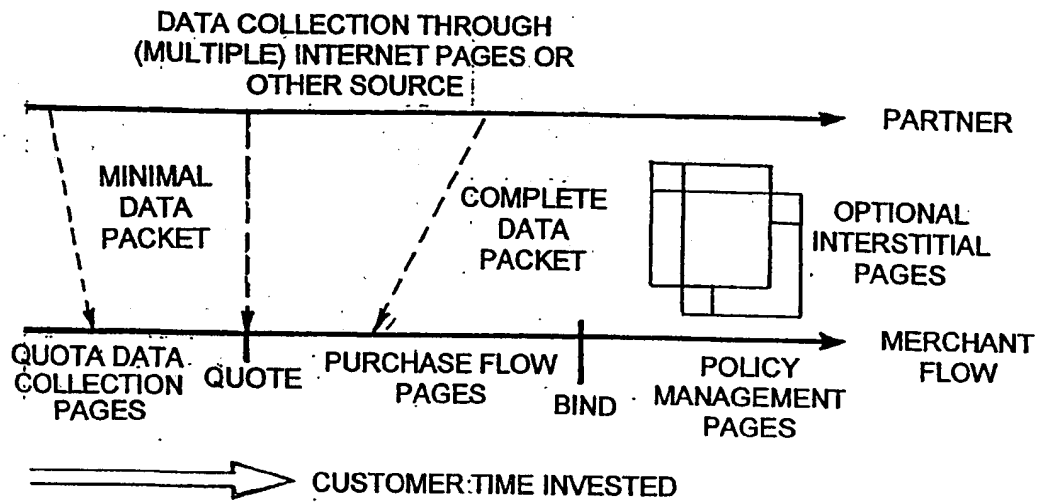 DATA COLLECTION THROUGH
(MULTIPLE) INTERNET PAGES OR
OTHER SOURCE
PARTNER
MINIMAL
DATA
PACKET
COMPLETE
DATA
PACKET
OPTIONAL
INTERSTITIAL
PAGES
QUOTA DATA
COLLECTION
PAGES
QUOTE
PURCHASE FLOW
PAGES
BIND
POLICY
MANAGEMENT
PAGES
MERCHANT
FLOW
CUSTOMER TIME INVESTED